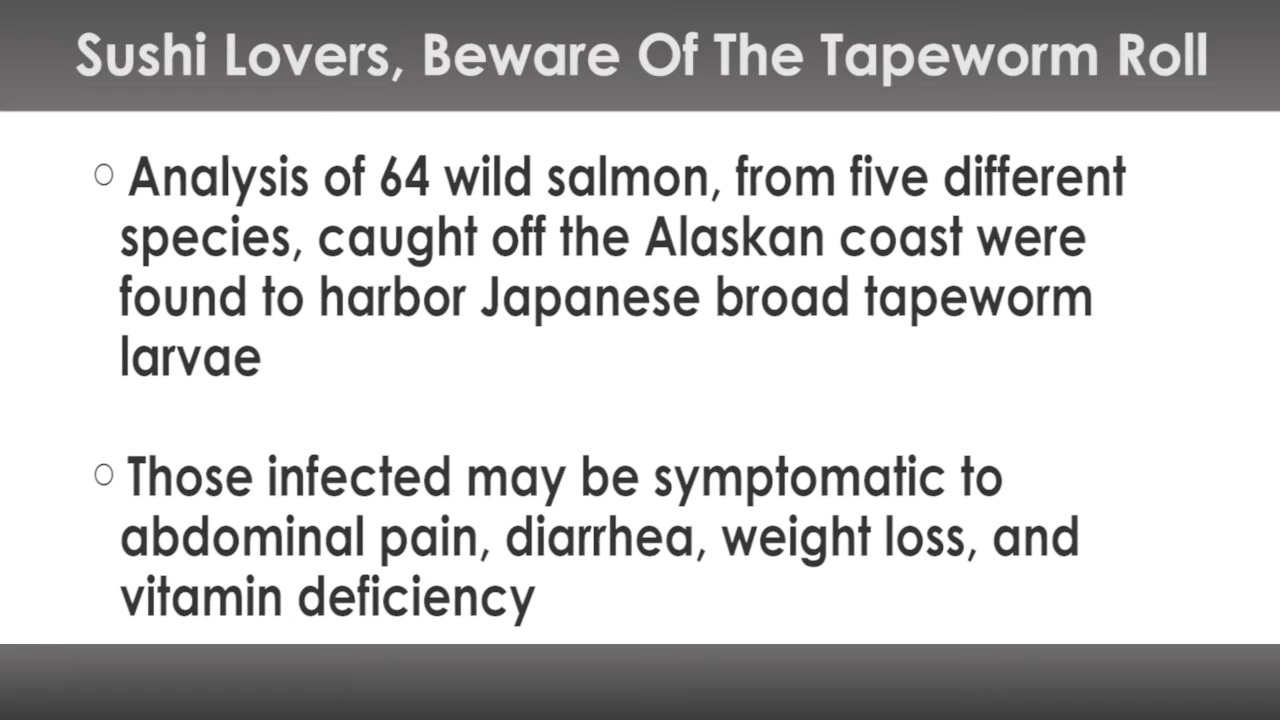 Sushi Lovers, Beware Of The Tapeworm Roll
Analysis of 64 wild salmon, from five different
species, caught off the Alaskan coast were
found to harbor Japanese broad tapeworm
larvae
Those infected may be symptomatic to
abdominal pain, diarrhea, weight loss, and
vitamin deficiency